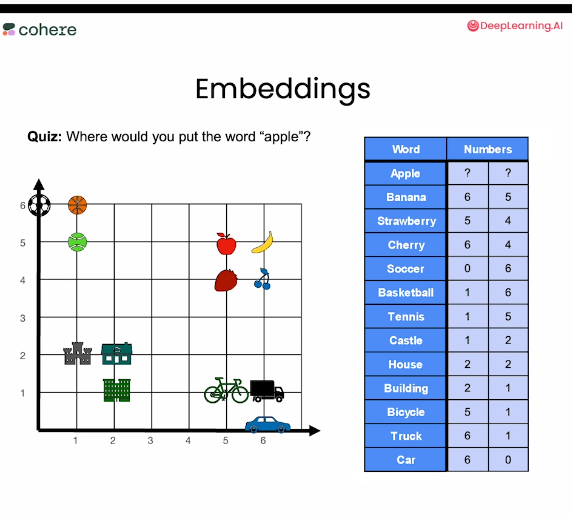 cohere
DeepLearning.AI
Embeddings
Quiz: Where would you put the word “apple”?
6
5
4
3
2
1
1 2 3 4 5 6
Word Numbers
Apple ? ?
Banana 6 5
Strawberry 5 4
Cherry 6 4
Soccer 0 6
Basketball 1 6
Tennis 1 5
Castle 1 2
House 2 2
Building 2 1
Bicycle 5 1
Truck 6 1
Car 6 0